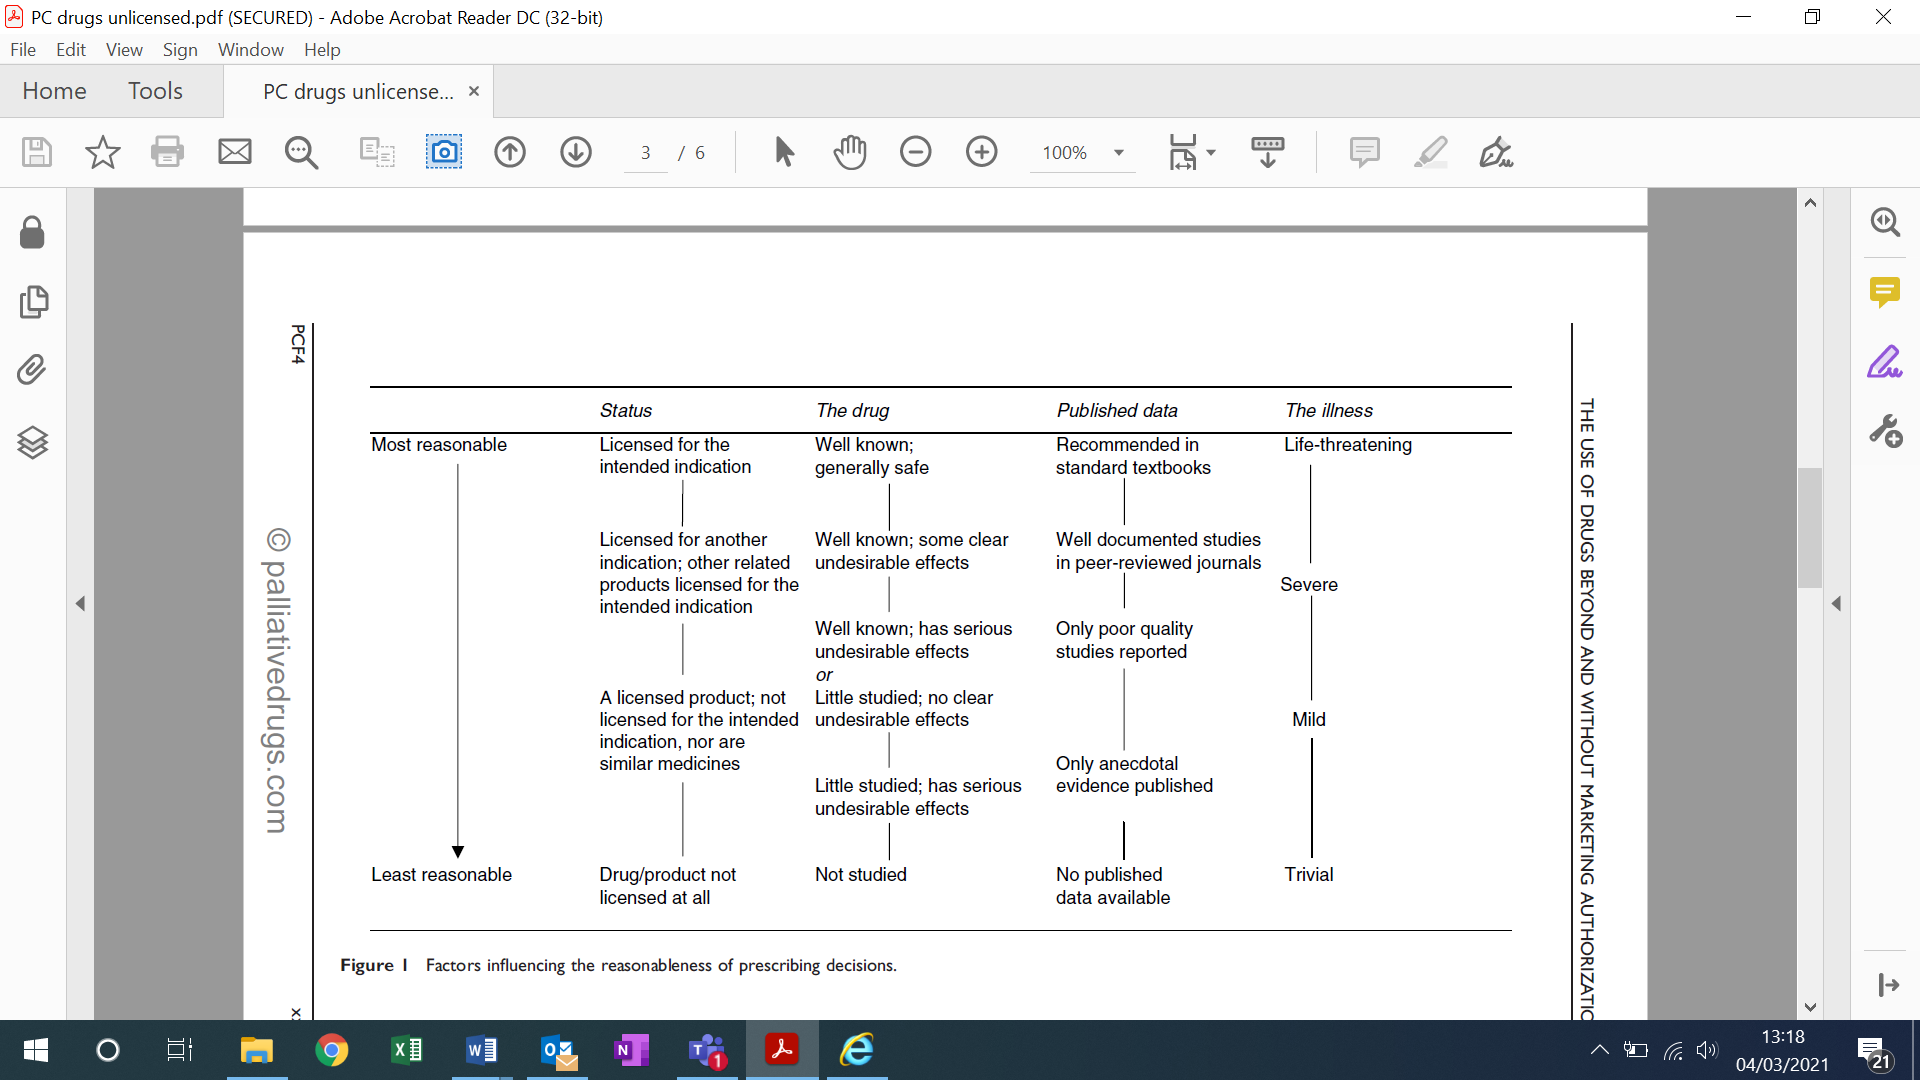 PC drugs unlicensed.pdf (SECURED) - Adobe Acrobat Reader DC (32-bit)
File Edit View Sign Window Help
Home Tools PC drugs unlicense... ×
3 / 6 100%
PCF4
© palliativedrugs.com
Status The drug Published data The illness
Most reasonable
Least reasonable
Licensed for the
intended indication
Licensed for another
indication; other related
products licensed for the
intended indication
A licensed product; not
licensed for the intended
indication, nor are
similar medicines
Drug/product not
licensed at all
Well known;
generally safe
Well known; some clear
undesirable effects
Well known; has serious
undesirable effects
or
Little studied; no clear
undesirable effects
Little studied; has serious
undesirable effects
Not studied
Recommended in
standard textbooks
Well documented studies
in peer-reviewed journals
Only poor quality
studies reported
Only anecdotal
evidence published
No published
data available
Life-threatening
Severe
Mild
Trivial
Figure 1 Factors influencing the reasonableness of prescribing decisions.
THE USE OF DRUGS BEYOND AND WITHOUT MARKETING
13:18
04/03/2021
1
21